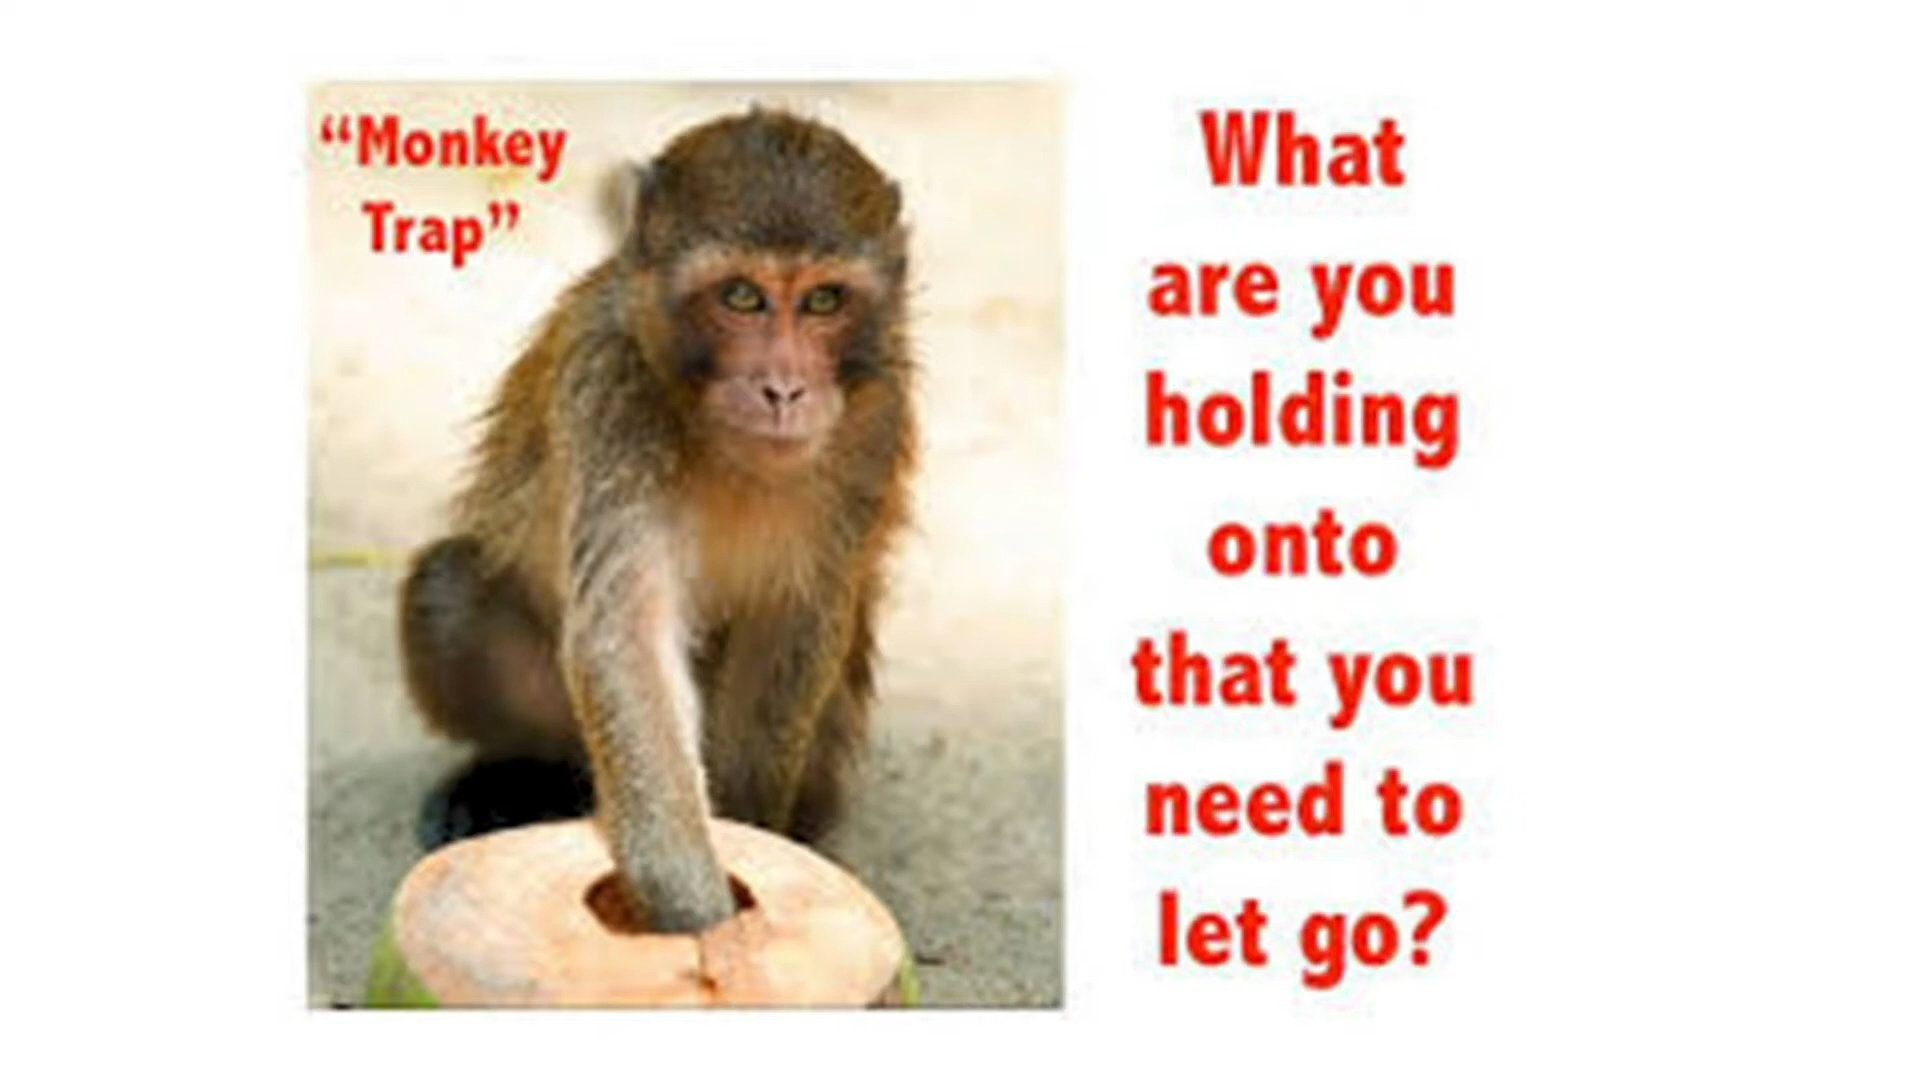 “Monkey
Trap”
What
are you
holding
onto
that you
need to
let go?